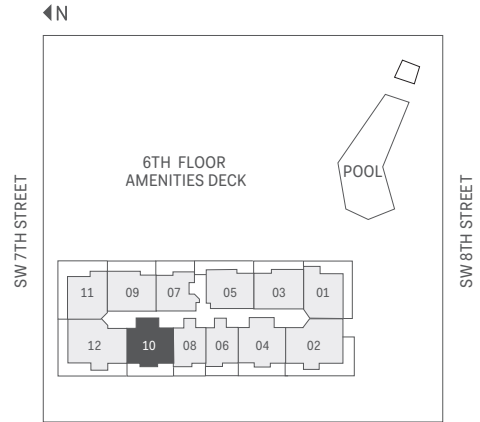 N
6TH FLOOR
AMENITIES DECK
POOL
SW 7TH STREET
SW 8TH STREET
11 09 07 05 03 01
12 10 08 06 04 02